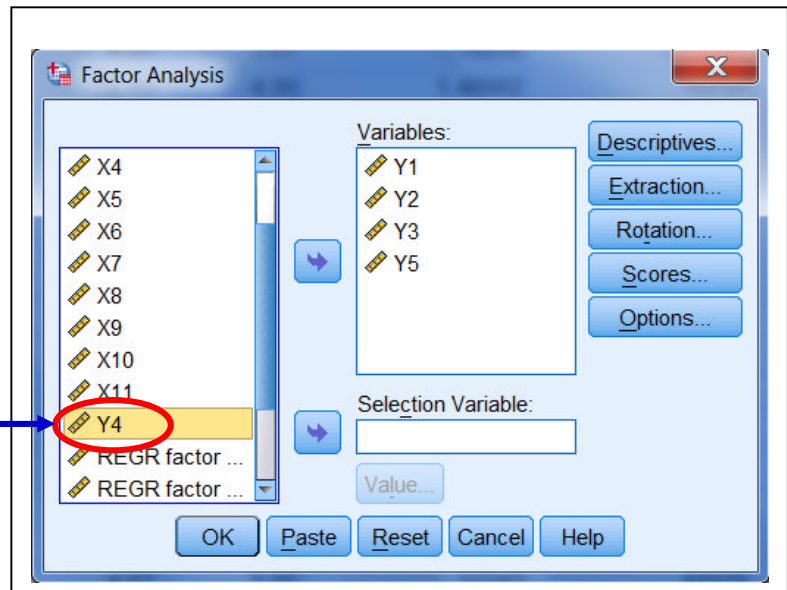 Factor Analysis
X4
X5
X6
X7
X8
X9
X10
X11
Y4
REGR factor ...
REGR factor ...
Variables:
Y1
Y2
Y3
Y5
Selection Variable:
Value...
Descriptives...
Extraction...
Rotation...
Scores...
Options...
OK
Paste
Reset
Cancel
Help